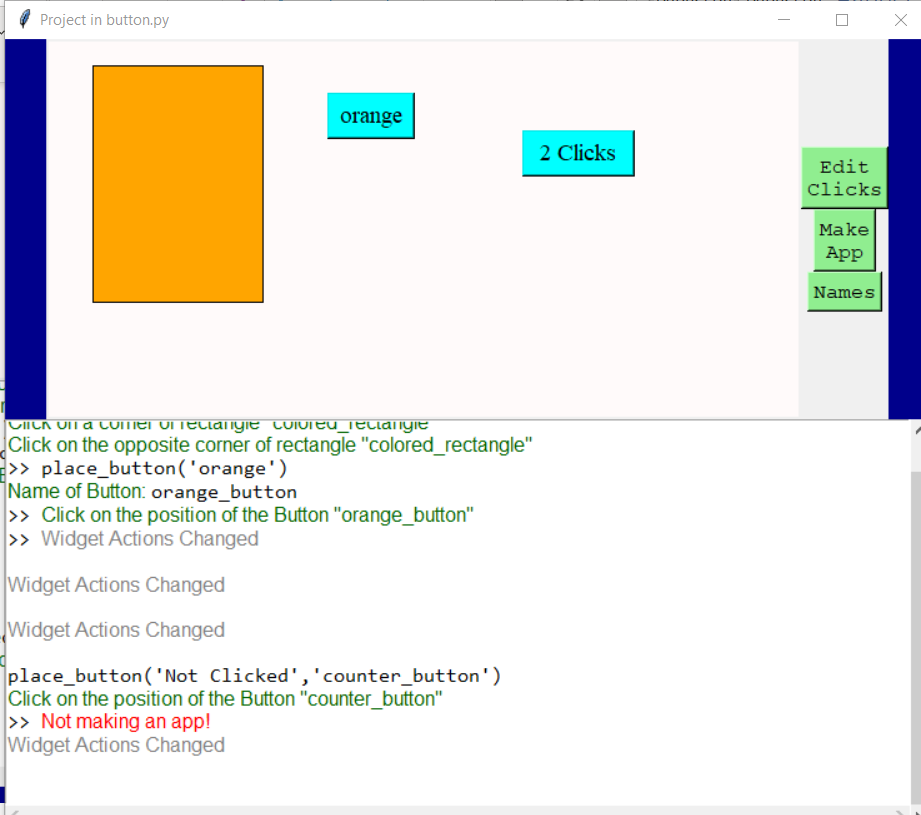 Project in button.py
orange
2 Clicks
Edit
Clicks
Make
App
Names
Click on a corner of rectangle "colored_rectangle"
Click on the opposite corner of rectangle "colored_rectangle"
>> place_button('orange')
Name of Button: orange_button
>> Click on the position of the Button "orange_button"
>> Widget Actions Changed
Widget Actions Changed
Widget Actions Changed
place_button('Not Clicked','counter_button')
Click on the position of the Button "counter_button"
>> Not making an app!
Widget Actions Changed